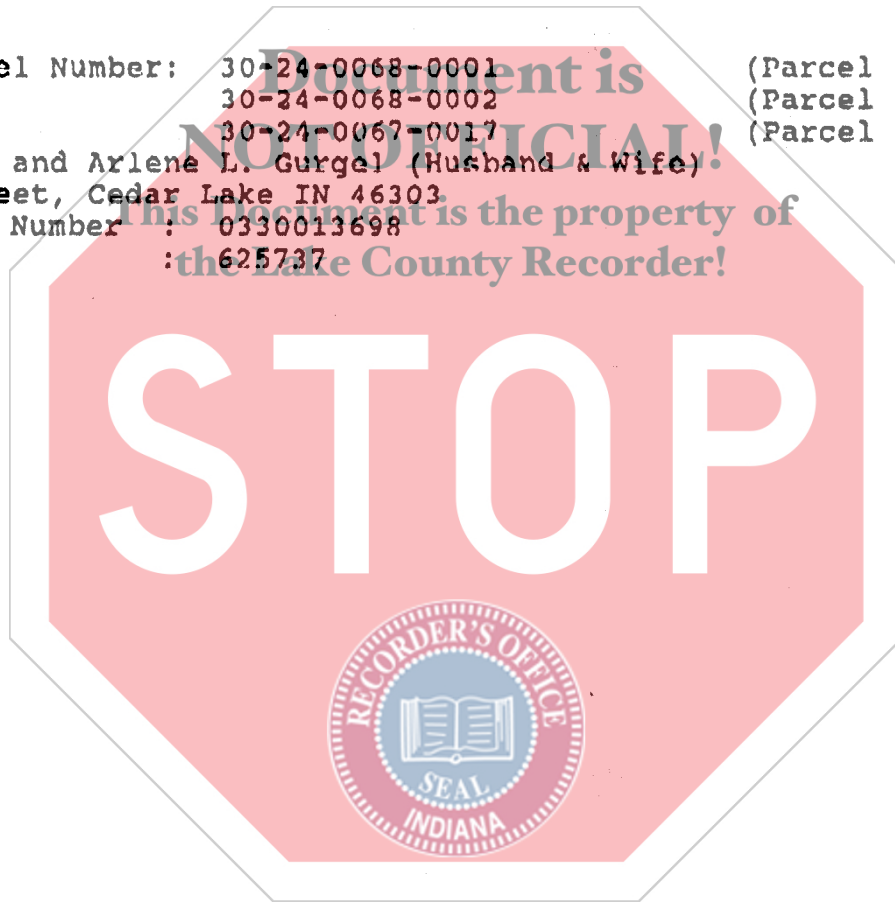 el Number: 30-24-0068-0001 (Parcel
30-24-0068-0002 (Parcel
30-24-0067-0017 (Parcel
and Arlene L. Gurgel (Husband & Wife)
eet, Cedar Lake IN 46303
Number : 0330013698
: 625737
Document is
NOT OFFICIAL!
This Document is the property of
the Lake County Recorder!
STOP
RECORDER'S OFFICE
SEAL
INDIANA